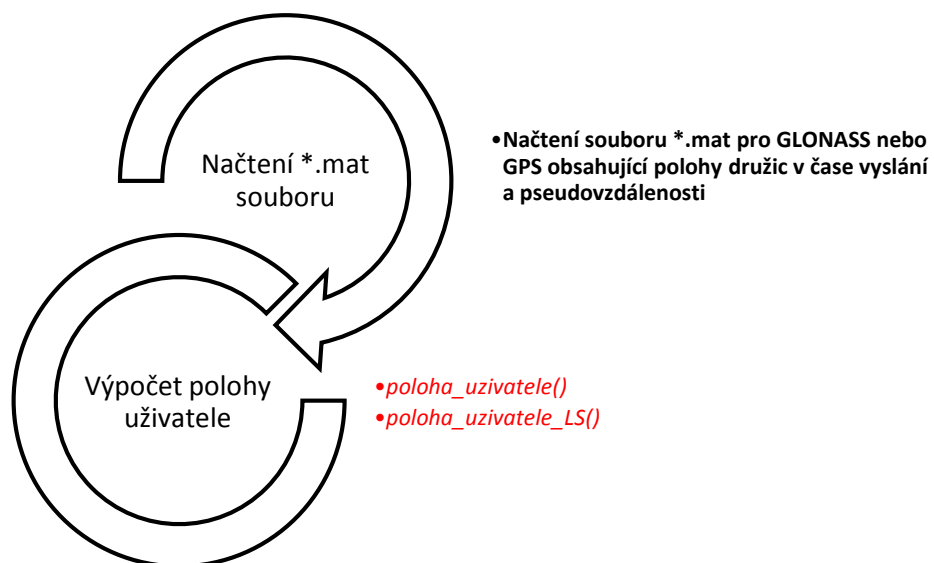 Načtení *.mat
souboru
•Načtení souboru *.mat pro GLONASS nebo
GPS obsahující polohy družic v čase vyslání
a pseudovzdálenosti
Výpočet polohy
uživatele
•poloha_uzivatele()
•poloha_uzivatele_LS()